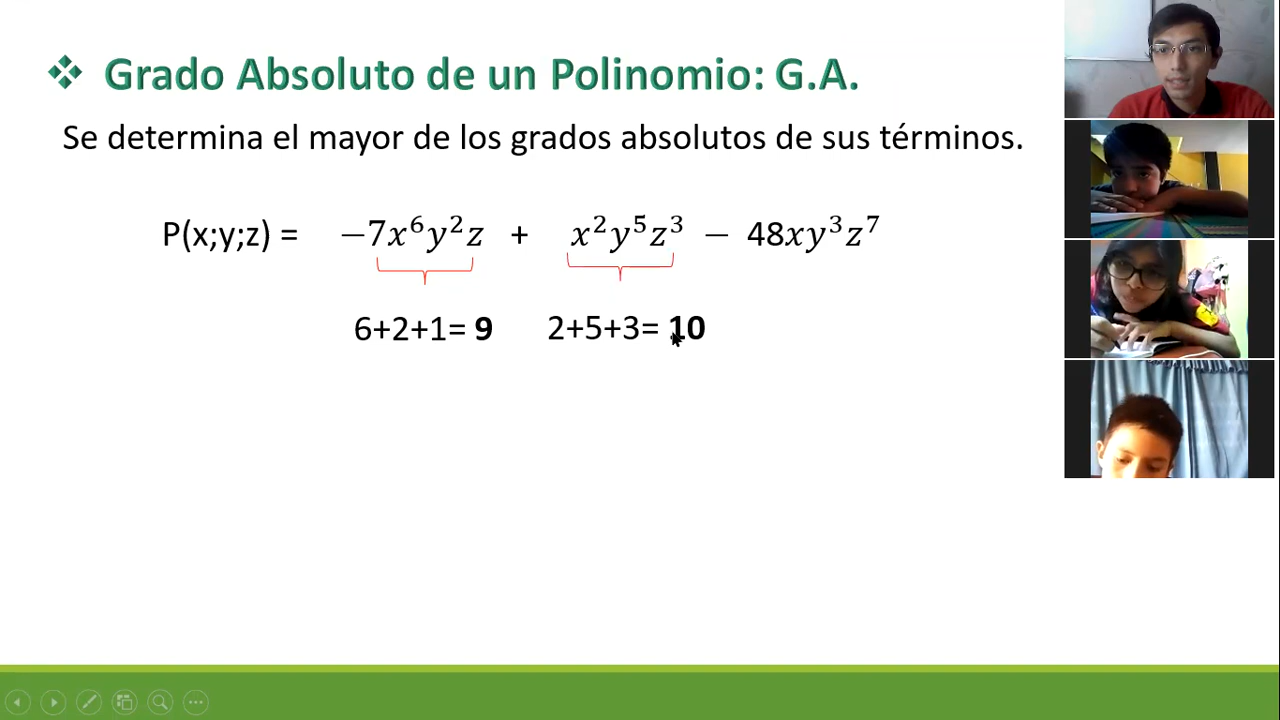 ❖ Grado Absoluto de un Polinomio: G.A.
Se determina el mayor de los grados absolutos de sus términos.
P(x;y;z) = −7x⁶y²z + x²y⁵z³ − 48xy³z⁷
6+2+1= 9 2+5+3= 10